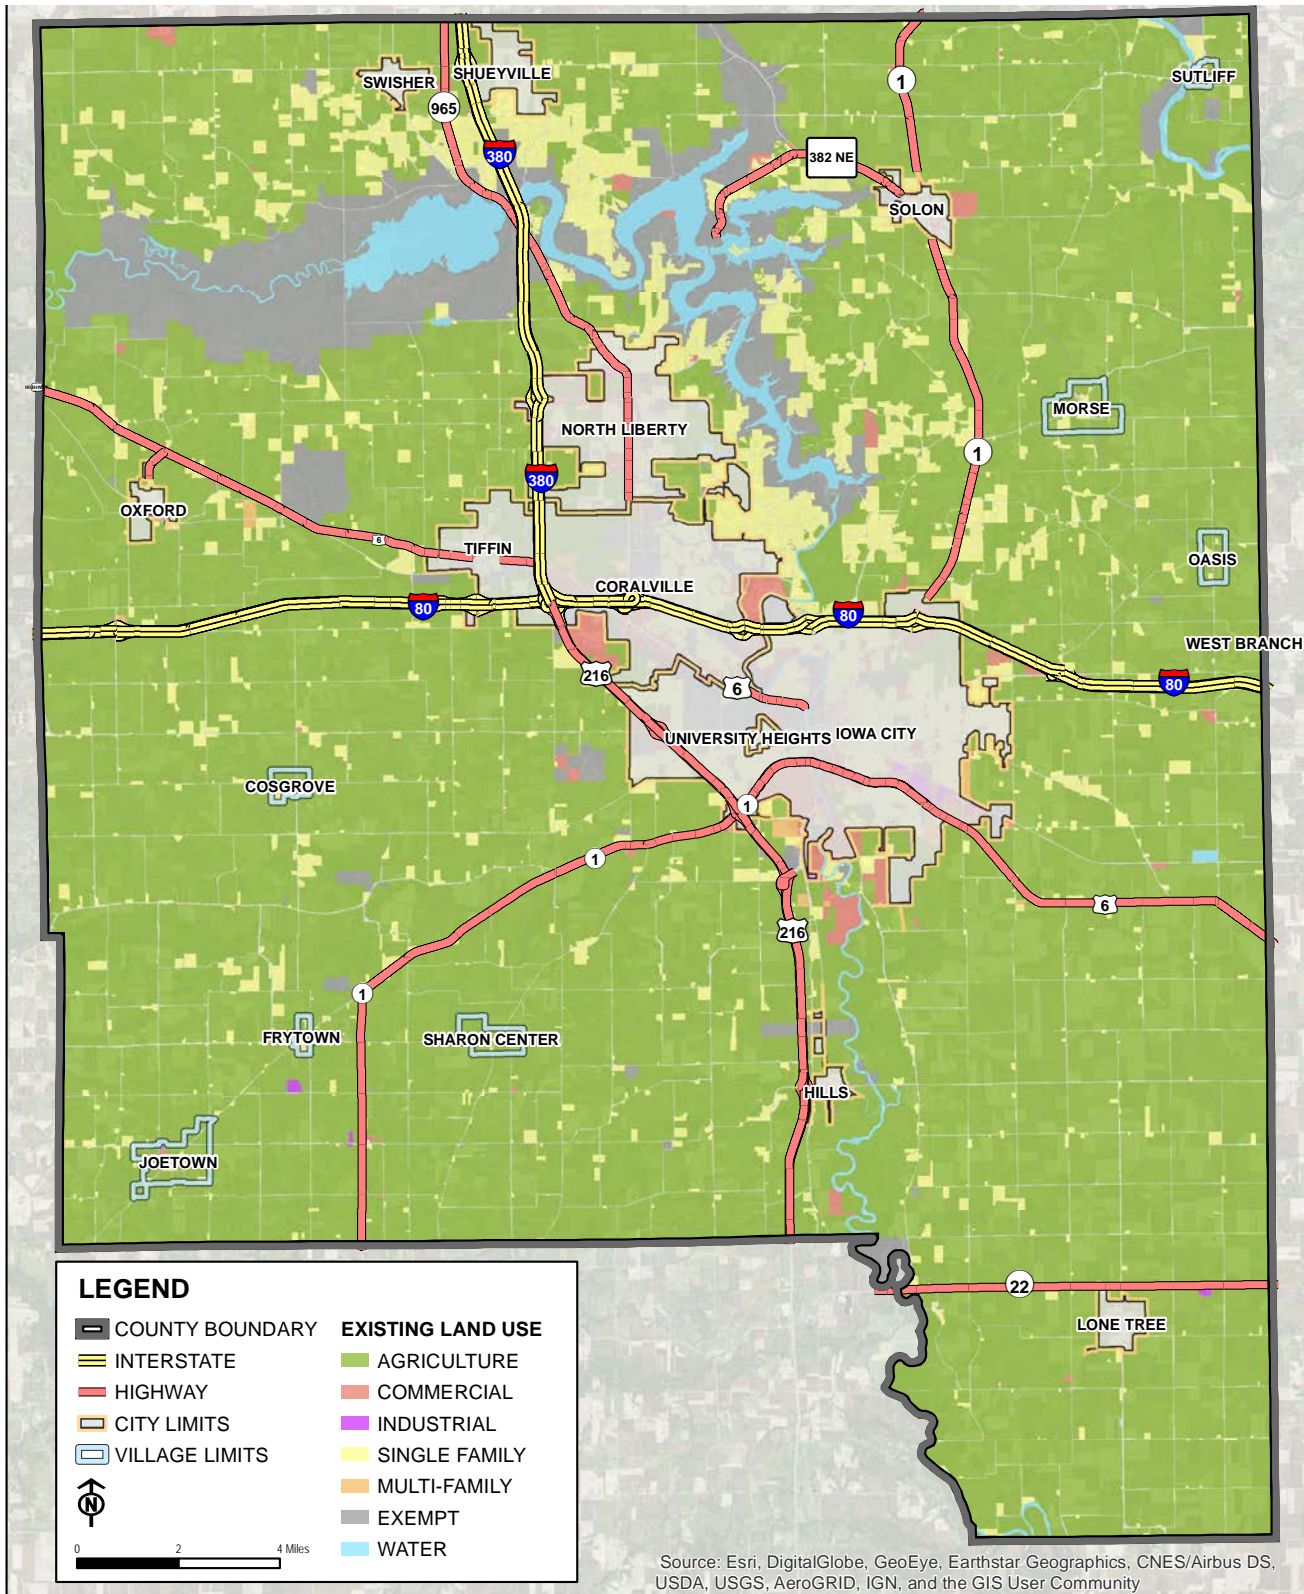 SWISHER
SHUEYVILLE
SUTLIFF
965
1
380
382 NE
SOLON
HIGHWAY
MORSE
NORTH LIBERTY
1
380
OXFORD
6
TIFFIN
OASIS
CORALVILLE
80
80
WEST BRANCH
216
6
80
UNIVERSITY HEIGHTS
IOWA CITY
COSGROVE
1
1
6
216
1
FRYTOWN
SHARON CENTER
HILLS
JOETOWN
22
LONE TREE
LEGEND
COUNTY BOUNDARY
INTERSTATE
HIGHWAY
CITY LIMITS
VILLAGE LIMITS
N
0 2 4 Miles
EXISTING LAND USE
AGRICULTURE
COMMERCIAL
INDUSTRIAL
SINGLE FAMILY
MULTI-FAMILY
EXEMPT
WATER
Source: Esri, DigitalGlobe, GeoEye, Earthstar Geographics, CNES/Airbus DS,
USDA, USGS, AeroGRID, IGN, and the GIS User Community